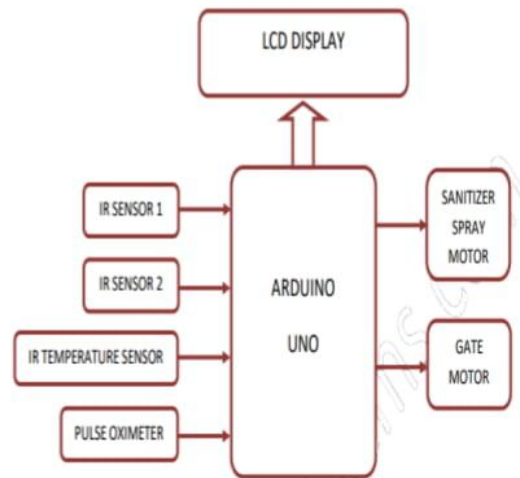 LCD DISPLAY
IR SENSOR 1
IR SENSOR 2
IR TEMPERATURE SENSOR
PULSE OXIMETER
ARDUINO
UNO
SANITIZER
SPRAY
MOTOR
GATE
MOTOR